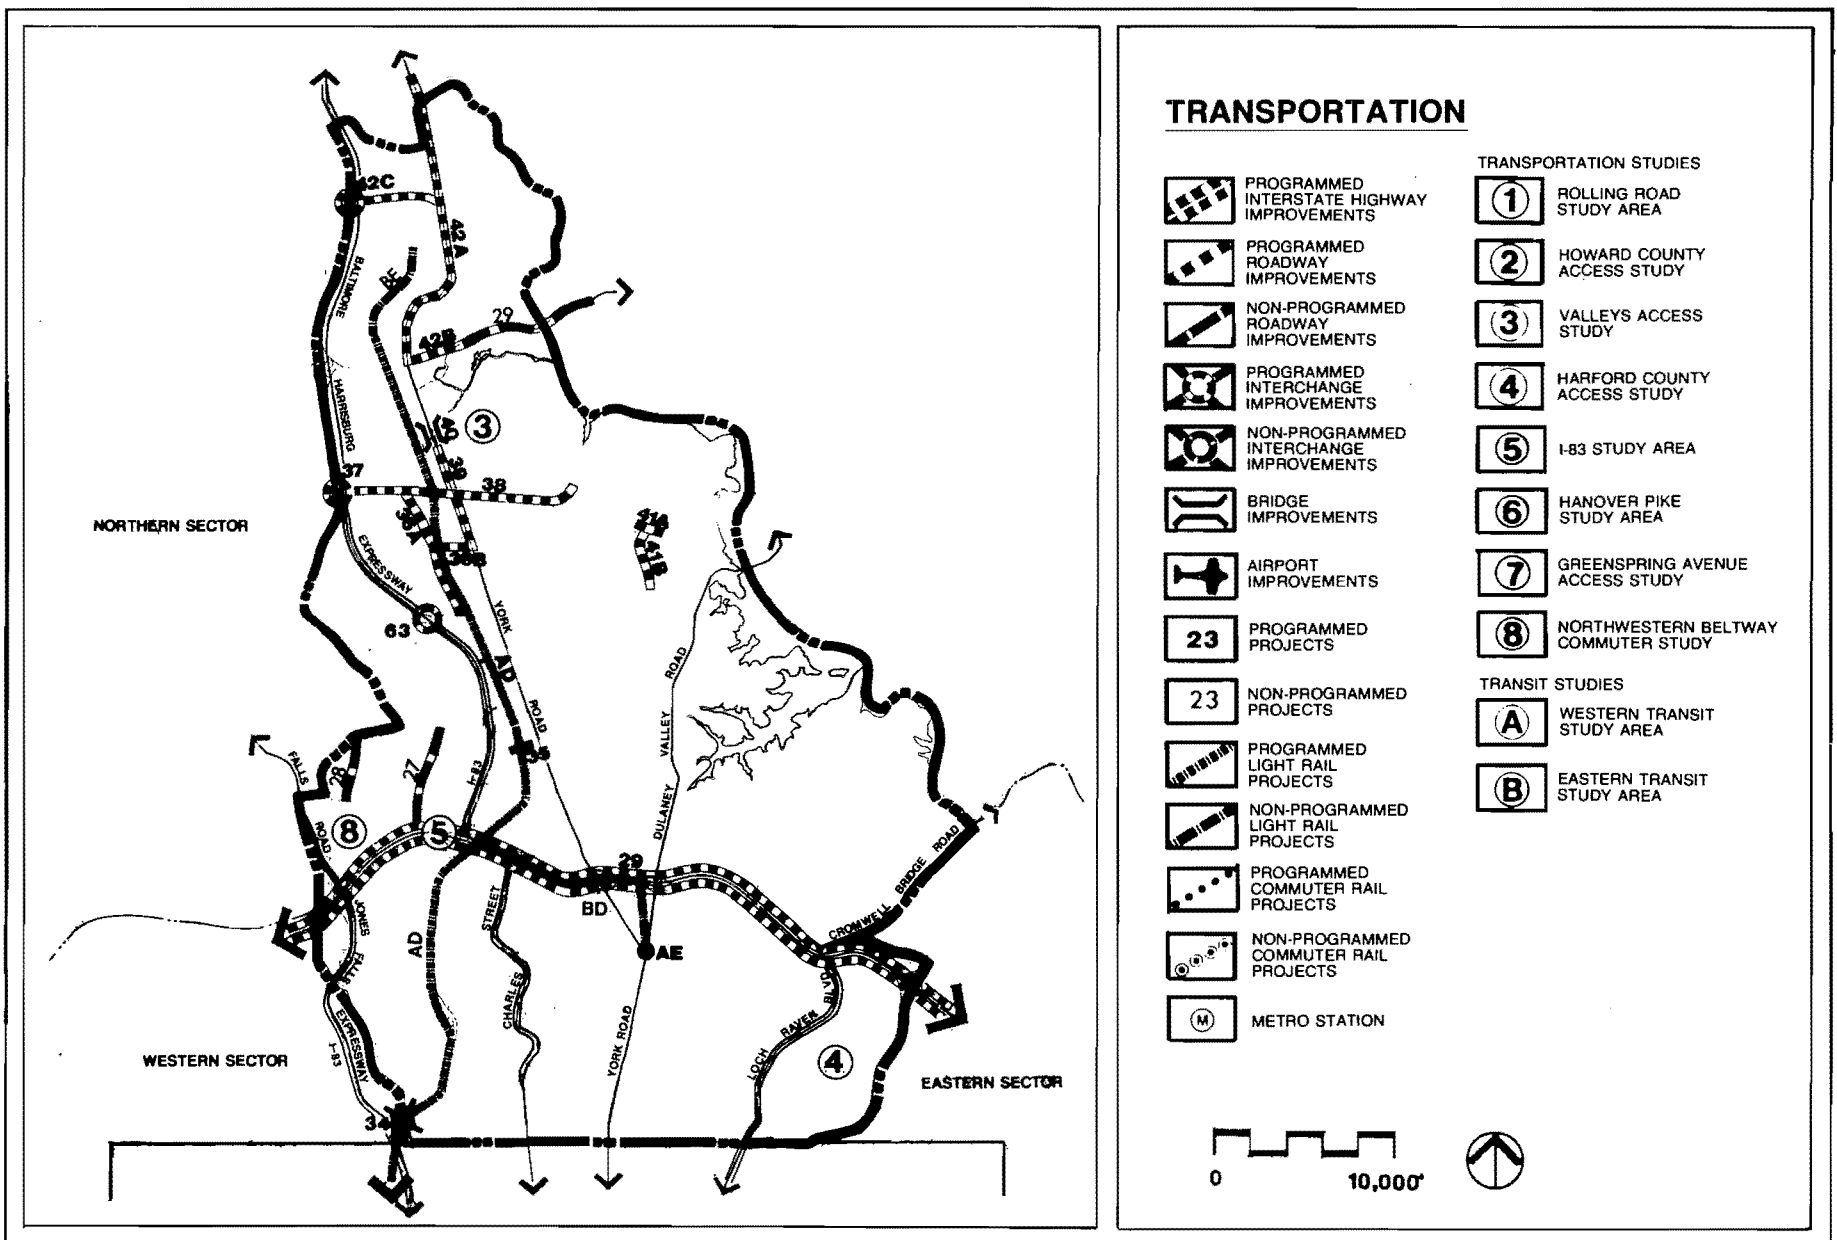 TRANSPORTATION
PROGRAMMED
INTERSTATE HIGHWAY
IMPROVEMENTS
PROGRAMMED
ROADWAY
IMPROVEMENTS
NON-PROGRAMMED
ROADWAY
IMPROVEMENTS
PROGRAMMED
INTERCHANGE
IMPROVEMENTS
NON-PROGRAMMED
INTERCHANGE
IMPROVEMENTS
BRIDGE
IMPROVEMENTS
AIRPORT
IMPROVEMENTS
23
PROGRAMMED
PROJECTS
23
NON-PROGRAMMED
PROJECTS
PROGRAMMED
LIGHT RAIL
PROJECTS
NON-PROGRAMMED
LIGHT RAIL
PROJECTS
PROGRAMMED
COMMUTER RAIL
PROJECTS
NON-PROGRAMMED
COMMUTER RAIL
PROJECTS
M
METRO STATION
TRANSPORTATION STUDIES
1
ROLLING ROAD
STUDY AREA
2
HOWARD COUNTY
ACCESS STUDY
3
VALLEYS ACCESS
STUDY
4
HARFORD COUNTY
ACCESS STUDY
5
I-83 STUDY AREA
6
HANOVER PIKE
STUDY AREA
7
GREENSPRING AVENUE
ACCESS STUDY
8
NORTHWESTERN BELTWAY
COMMUTER STUDY
TRANSIT STUDIES
A
WESTERN TRANSIT
STUDY AREA
B
EASTERN TRANSIT
STUDY AREA
0
10,000'
42C
42A
BALTIMORE
29
42B
HARRISBURG
3
39
37
38
NORTHERN SECTOR
36A
36B
41A
41B
EXPRESSWAY
63
YORK
ROAD
AD
35
DULANEY VALLEY ROAD
FALLS
ROAD
28
27
I-83
8
5
29
BD
AE
JONES
FALLS
EXPRESSWAY
I-83
AD
CHARLES
STREET
YORK ROAD
CROMWELL BRIDGE ROAD
LOCH RAVEN BLVD
4
WESTERN SECTOR
EASTERN SECTOR
34